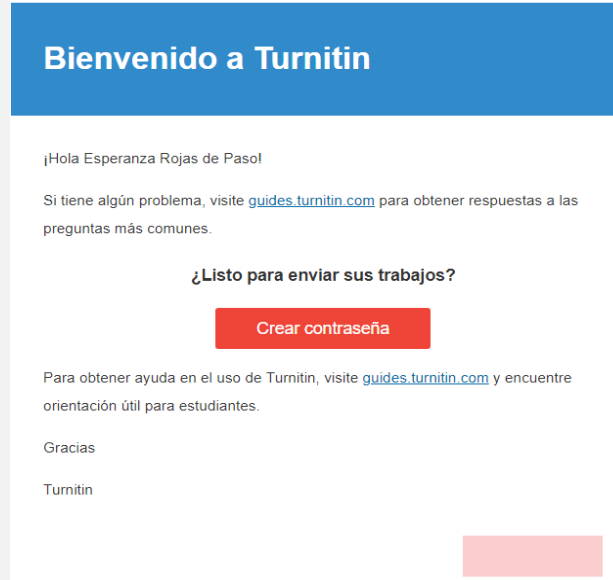 Bienvenido a Turnitin
¡Hola Esperanza Rojas de Paso!
Si tiene algún problema, visite guides.turnitin.com para obtener respuestas a las
preguntas más comunes.
¿Listo para enviar sus trabajos?
Crear contraseña
Para obtener ayuda en el uso de Turnitin, visite guides.turnitin.com y encuentre
orientación útil para estudiantes.
Gracias
Turnitin